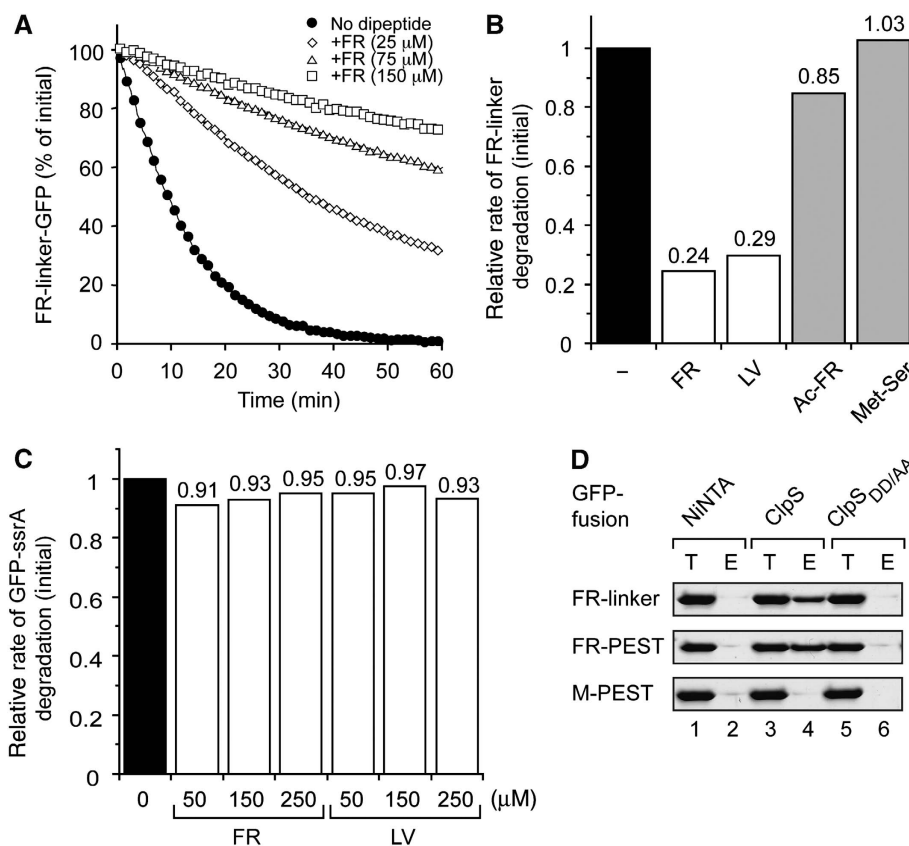 A
No dipeptide
+FR (25 μM)
+FR (75 μM)
+FR (150 μM)
FR-linker-GFP (% of initial)
100
80
60
40
20
0
0 10 20 30 40 50 60
Time (min)
B
Relative rate of FR-linker
degradation (initial)
1
0.8
0.6
0.4
0.2
0
0.24
0.29
0.85
1.03
–
FR
LV
Ac-FR
Met-Ser
C
Relative rate of GFP-ssrA
degradation (initial)
1
0.8
0.6
0.4
0.2
0
0.91 0.93 0.95 0.95 0.97 0.93
0 50 150 250 50 150 250 (μM)
FR LV
D
GFP-
fusion
NiNTA ClpS ClpS DD/AA
T E T E T E
FR-linker
FR-PEST
M-PEST
1 2 3 4 5 6